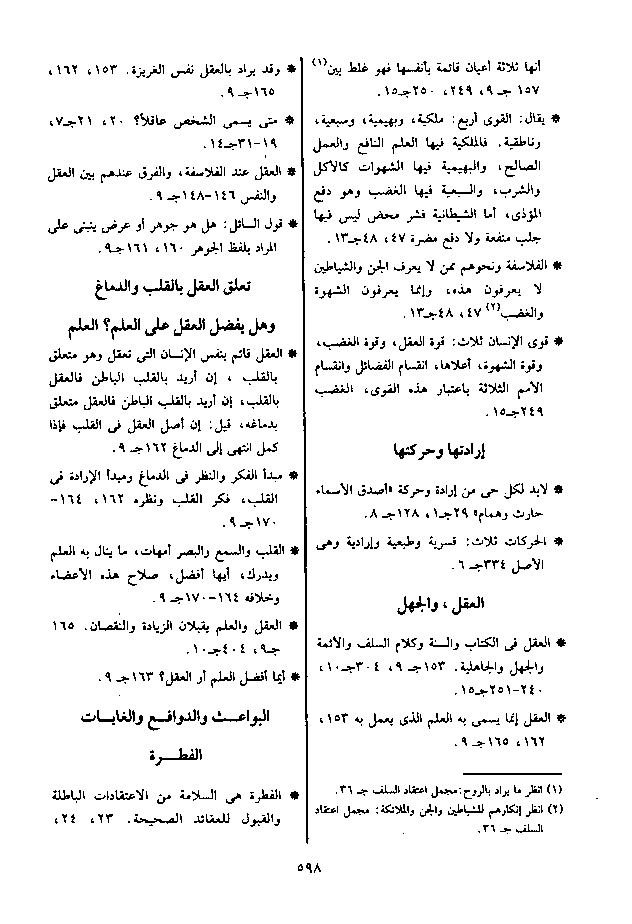 أنها ثلاثة أعيان قائمة بأنفسها فهو غلط بين(١)
١٥٧ جـ٩، ٢٤٩، ٢٥٠جـ١٥.
* يقال: القوى أربع: ملكية، وبهيمية، وسبعية،
وناطقية. فالملكية فيها العلم النافع والعمل
الصالح، والبهيمية فيها الشهوات كالأكل
والشرب، والسبعية فيها الغضب وهو دفع
المؤذى، أما الشيطانية فشر محض ليس فيها
جلب منفعة ولا دفع مضرة ٤٧، ٤٨جـ١٣.
* الفلاسفة ونحوهم ممن لا يعرف الجن والشياطين
لا يعرفون هذه، وإنما يعرفون الشهوة
والغضب(٢) ٤٧، ٤٨جـ١٣.
* قوى الإنسان ثلاث: قوة العقل، وقوة الغضب،
وقوة الشهوة، أعلاها، انقسام الفضائل وانقسام
الأمم الثلاثة باعتبار هذه القوى، الغضب
٢٤٩جـ١٥.
إرادتها وحركتها
* لابد لكل حى من إرادة وحركة «أصدق الأسماء
حارث وهمام» ٢٩جـ١، ١٢٨جـ ٨.
* الحركات ثلاث: قسرية وطبعية وإرادية وهى
الأصل ٣٣٤جـ ٦.
العقل ، والجهل
* العقل فى الكتاب والسنة وكلام السلف والأئمة
والجهل والجاهلية. ١٥٣جـ ٩، ٣٠٤جـ١٠،
٢٤٠-٢٥١جـ١٥.
* العقل إنما يسمى به العلم الذى يعمل به ١٥٣،
١٦٢، ١٦٥جـ ٩.
(١) انظر ما يراد بالروح: مجمل اعتقاد السلف جـ ٣٦.
(٢) انظر إنكارهم للشياطين والجن والملائكة: مجمل اعتقاد
السلف جـ ٣٦.
* وقد يراد بالعقل نفس الغريزة. ١٥٣، ١٦٢،
١٦٥جـ ٩.
* متى يسمى الشخص عاقلاً؟ ٢٠، ٢١جـ٧،
١٩-٣١جـ١٤.
* العقل عند الفلاسفة، والفرق عندهم بين العقل
والنفس ١٤٦-١٤٨جـ ٩.
* قول السائل: هل هو جوهر أو عرض ينبنى على
المراد بلفظ الجوهر ١٦٠، ١٦١جـ٩.
تعلق العقل بالقلب والدماغ
وهل يفضل العقل على العلم؟ العلم
* العقل قائم بنفس الإنسان التى تعقل وهو متعلق
بالقلب ، إن أريد بالقلب الباطن فالعقل
بالقلب، إن أريد بالقلب الباطن فالعقل متعلق
بدماغه، قيل: إن أصل العقل فى القلب فإذا
كمل انتهى إلى الدماغ ١٦٢جـ ٩.
* مبدأ الفكر والنظر فى الدماغ ومبدأ الإرادة فى
القلب، فكر القلب ونظره ١٦٢، ١٦٤-
١٧٠جـ ٩.
* القلب والسمع والبصر أمهات، ما ينال به العلم
ويدرك، أيها أفضل، صلاح هذه الأعضاء
وخلافه ١٦٤-١٧٠جـ ٩.
* العقل والعلم يقبلان الزيادة والنقصان. ١٦٥
جـ٩، ٤٠٤جـ١٠.
* أيما أفضل العلم أو العقل؟ ١٦٣جـ ٩.
البواعث والدوافع والغايات
الفطرة
* الفطرة هى السلامة من الاعتقادات الباطلة
والقبول للعقائد الصحيحة. ٢٣، ٢٤،
٥٩٨